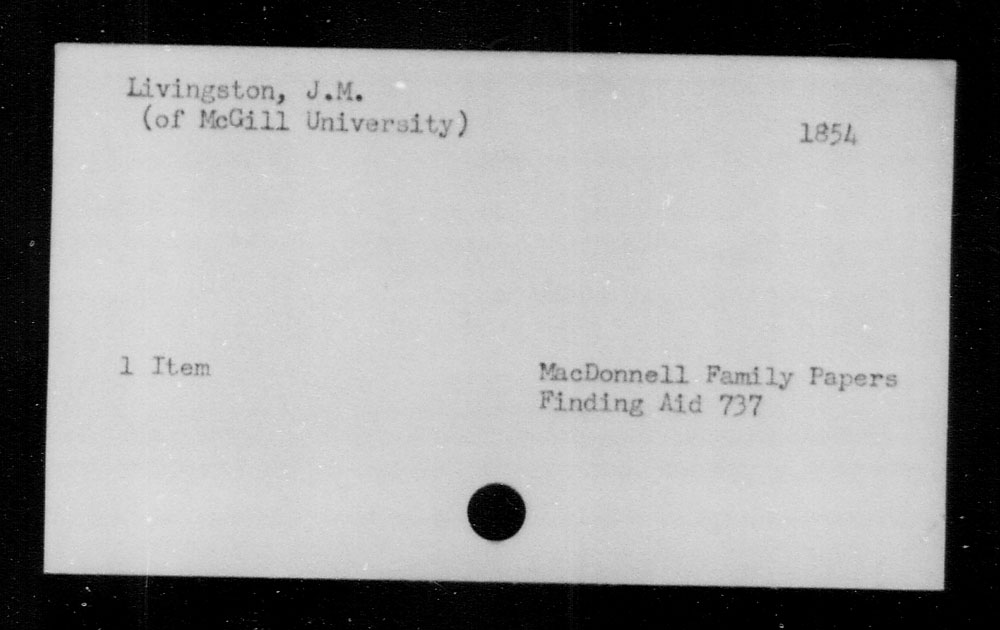 Livingston, J.M.
(of McGill University)
1854
1 Item
MacDonnell Family Papers
Finding Aid 737